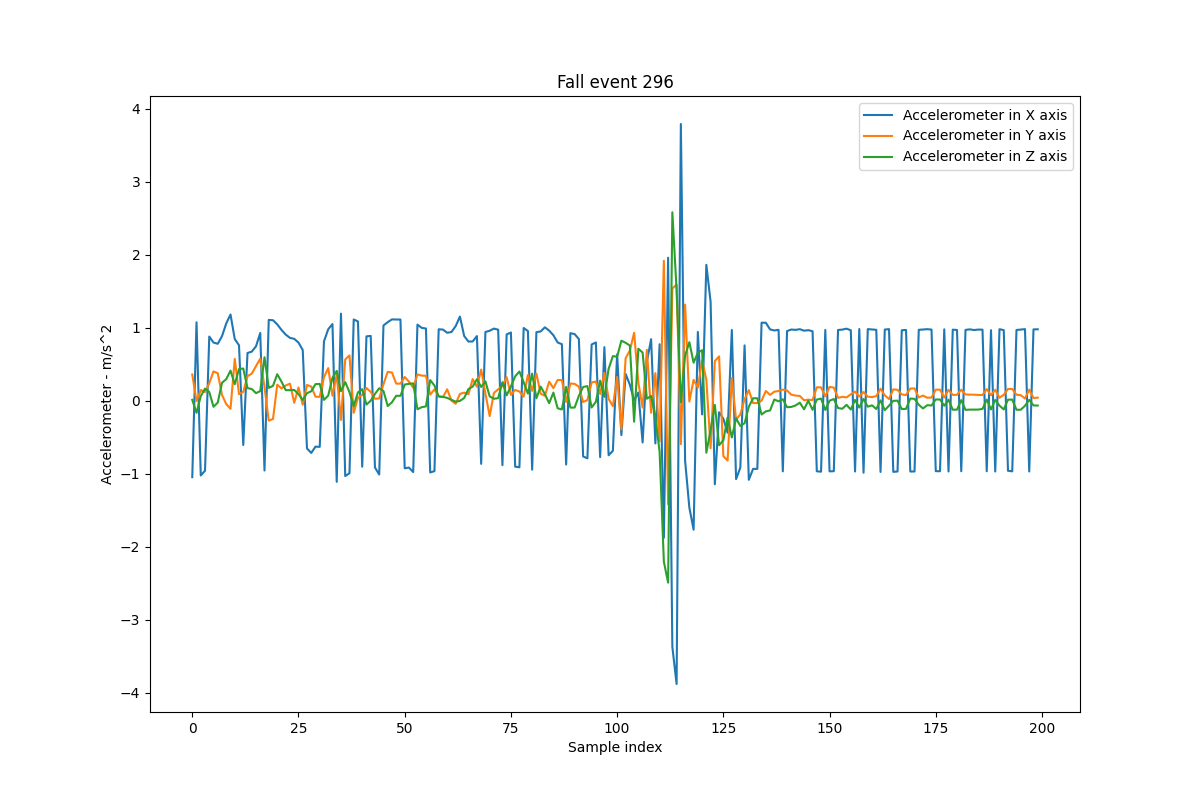 Fall event 296
Accelerometer in X axis
Accelerometer in Y axis
Accelerometer in Z axis
Accelerometer - m/s^2
4
3
2
1
0
−1
−2
−3
−4
0 25 50 75 100 125 150 175 200
Sample index